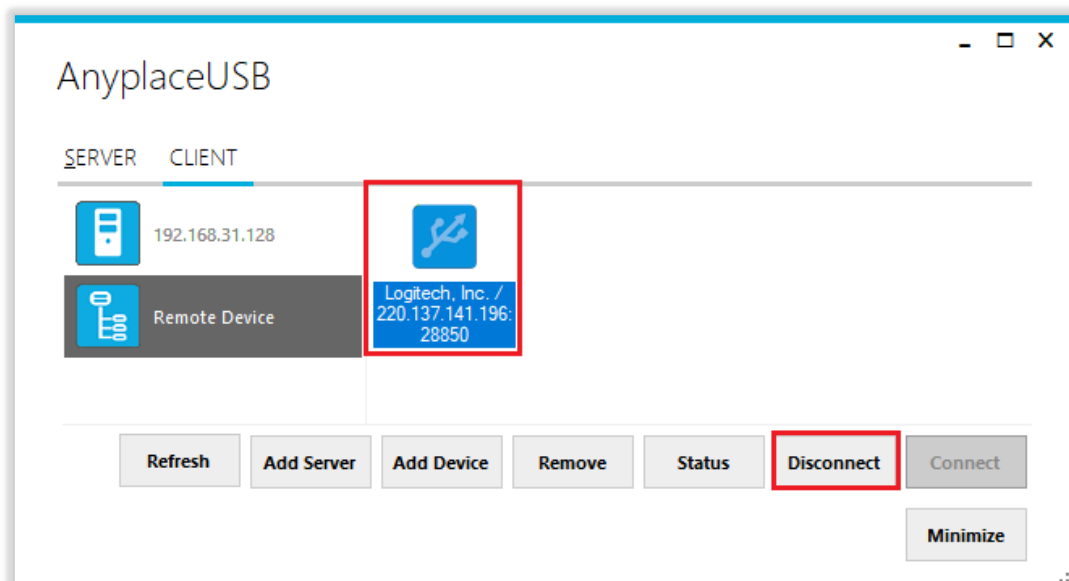 AnyplaceUSB
SERVER CLIENT
192.168.31.128
Remote Device
Logitech, Inc. /
220.137.141.196:
28850
Refresh Add Server Add Device Remove Status Disconnect Connect
Minimize